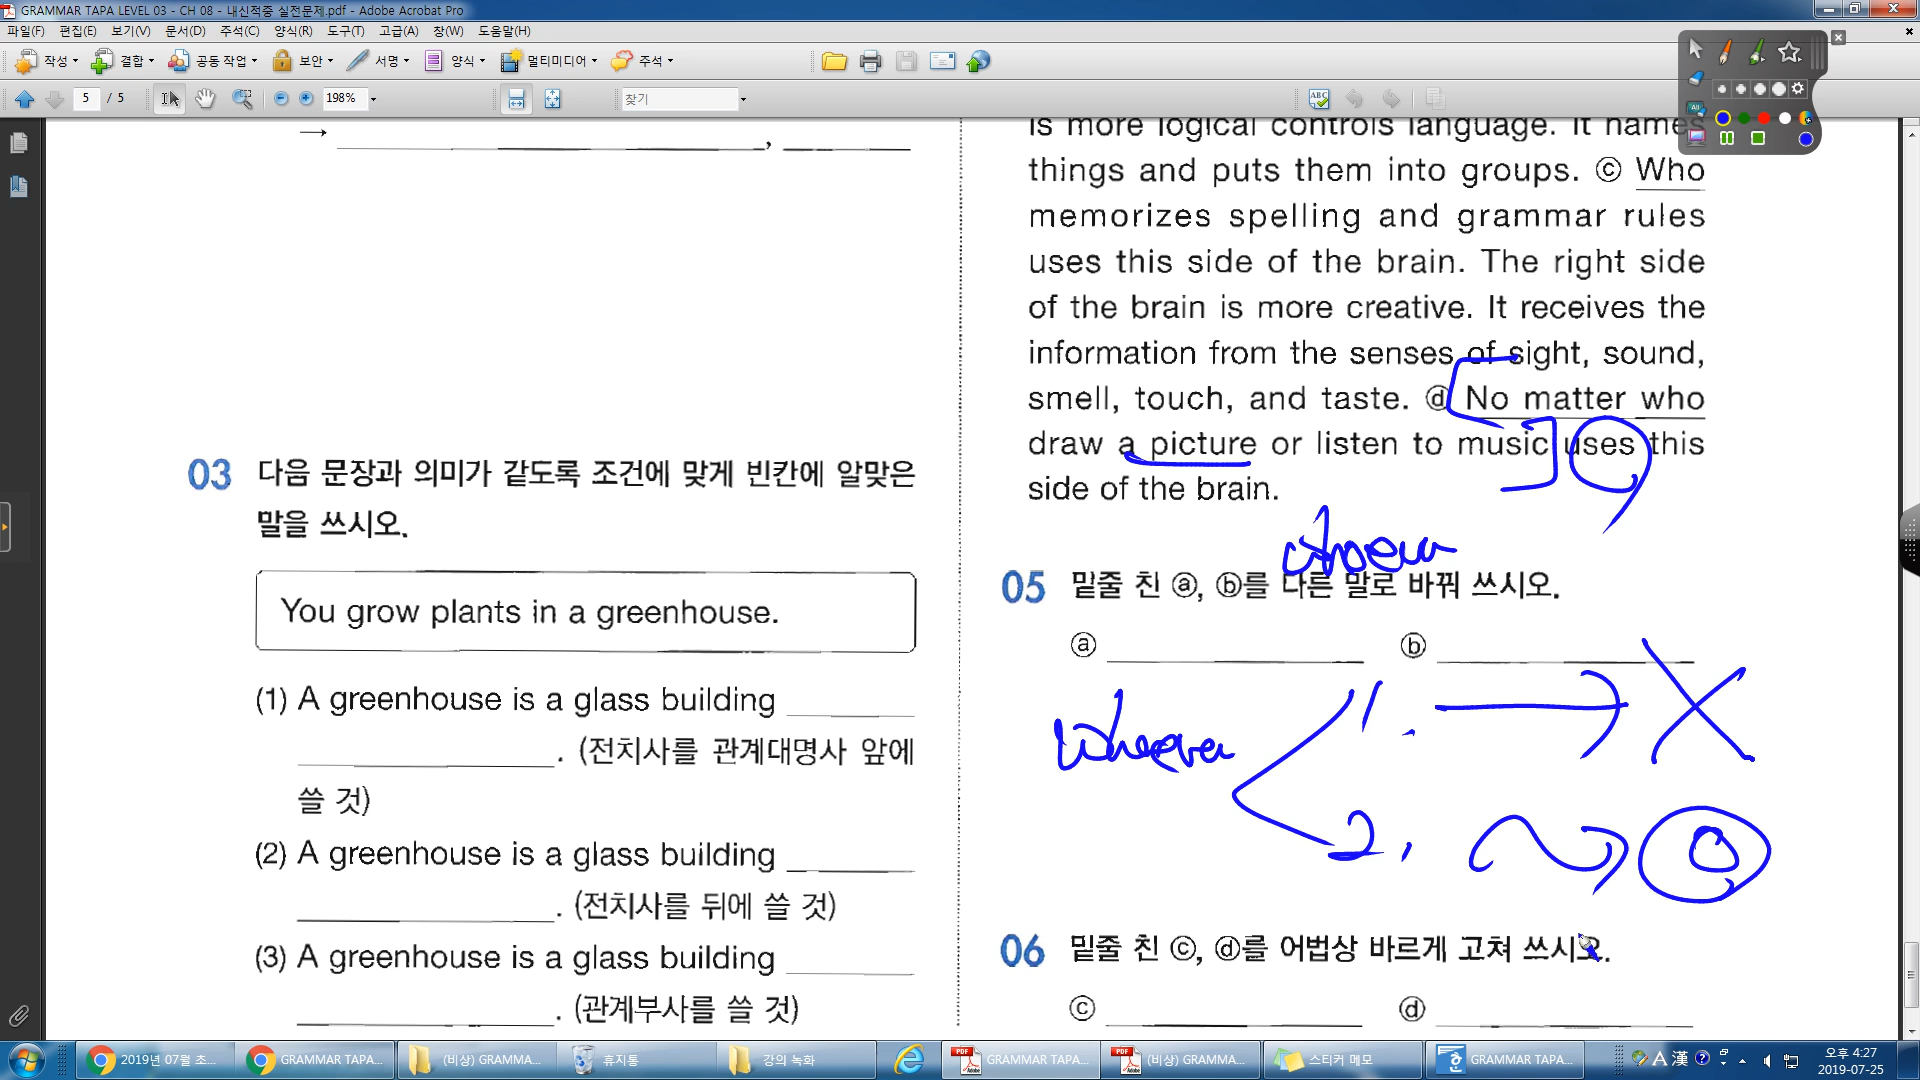 GRAMMAR TAPA LEVEL 03 - CH 08 - 내신적중 실전문제.pdf - Adobe Acrobat Pro
파일(F) 편집(E) 보기(V) 문서(D) 주석(C) 양식(R) 도구(T) 고급(A) 창(W) 도움말(H)
작성 결합 공동 작업 보안 서명 양식 멀티미디어 주석
5 / 5 198% 찾기
→ , 
03 다음 문장과 의미가 같도록 조건에 맞게 빈칸에 알맞은
말을 쓰시오.
You grow plants in a greenhouse.
(1) A greenhouse is a glass building
. (전치사를 관계대명사 앞에
쓸 것)
(2) A greenhouse is a glass building
. (전치사를 뒤에 쓸 것)
(3) A greenhouse is a glass building
. (관계부사를 쓸 것)
is more logical controls language. It names
things and puts them into groups. ⓒ Who
memorizes spelling and grammar rules
uses this side of the brain. The right side
of the brain is more creative. It receives the
information from the senses of sight, sound,
smell, touch, and taste. ⓓ No matter who
draw a picture or listen to music uses this
side of the brain.
whoever
05 밑줄 친 ⓐ, ⓑ를 다른 말로 바꿔 쓰시오.
ⓐ ⓑ
whoever
1.
2,
06 밑줄 친 ⓒ, ⓓ를 어법상 바르게 고쳐 쓰시오.
ⓒ ⓓ
2019년 07월 초... GRAMMAR TAPA... (비상) GRAMMA... 휴지통 강의 녹화 GRAMMAR TAPA... (비상) GRAMMA... 스티커 메모 GRAMMAR TAPA... A 漢 오후 4:27
2019-07-25